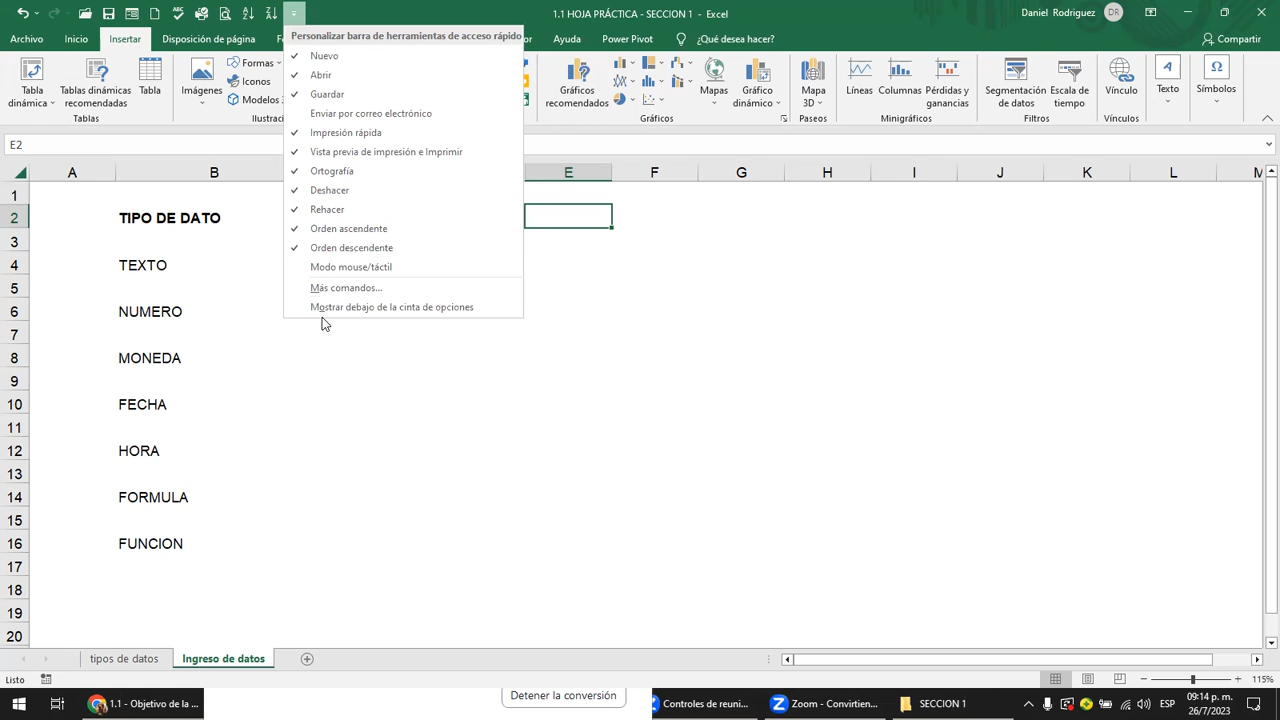 1.1 HOJA PRÁCTICA - SECCION 1 - Excel
Daniel Rodriguez
DR
Archivo
Inicio
Insertar
Disposición de página
Ayuda
Power Pivot
¿Qué desea hacer?
Compartir
Tabla dinámica
Tablas dinámicas recomendadas
Tabla
Tablas
Imágenes
Formas
Iconos
Modelos
Gráficos recomendados
Mapas
Gráfico dinámico
Gráficos
Mapa 3D
Paseos
Líneas
Columnas
Pérdidas y ganancias
Minigráficos
Segmentación de datos
Escala de tiempo
Filtros
Vínculo
Vínculos
Texto
Símbolos
Personalizar barra de herramientas de acceso rápido
Nuevo
Abrir
Guardar
Enviar por correo electrónico
Impresión rápida
Vista previa de impresión e Imprimir
Ortografía
Deshacer
Rehacer
Orden ascendente
Orden descendente
Modo mouse/táctil
Más comandos...
Mostrar debajo de la cinta de opciones
E2
A B E F G H I J K L M
1
2 TIPO DE DATO
3
4 TEXTO
5
6 NUMERO
7
8 MONEDA
9
10 FECHA
11
12 HORA
13
14 FORMULA
15
16 FUNCION
17
18
19
20
tipos de datos
Ingreso de datos
Listo
115%
1.1 - Objetivo de la ...
Detener la conversión
Controles de reuni...
Zoom - Convirtien...
SECCION 1
ESP
09:14 p. m.
26/7/2023